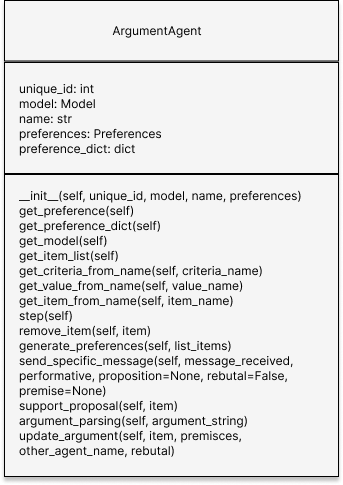 ArgumentAgent
unique_id: int
model: Model
name: str
preferences: Preferences
preference_dict: dict
__init__(self, unique_id, model, name, preferences)
get_preference(self)
get_preference_dict(self)
get_model(self)
get_item_list(self)
get_criteria_from_name(self, criteria_name)
get_value_from_name(self, value_name)
get_item_from_name(self, item_name)
step(self)
remove_item(self, item)
generate_preferences(self, list_items)
send_specific_message(self, message_received,
performative, proposition=None, rebutal=False,
premise=None)
support_proposal(self, item)
argument_parsing(self, argument_string)
update_argument(self, item, premisces,
other_agent_name, rebutal)